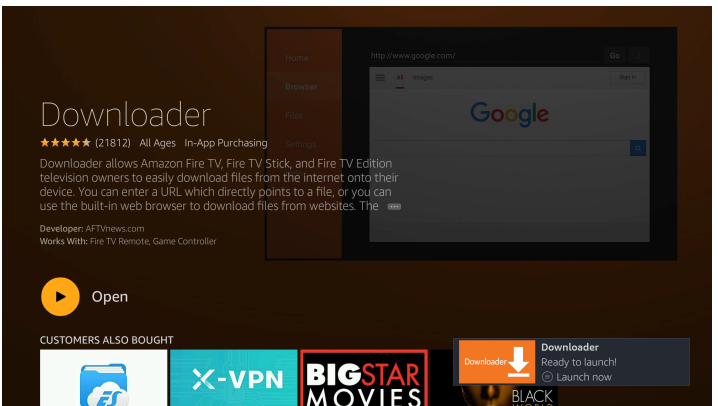 Home
http://www.google.com/
Go
Browser
All
Images
Sign in
Google
Files
Settings
Downloader
(21812) All Ages In-App Purchasing
Downloader allows Amazon Fire TV, Fire TV Stick, and Fire TV Edition
television owners to easily download files from the internet onto their
device. You can enter a URL which directly points to a file, or you can
use the built-in web browser to download files from websites. The
Developer: AFTVnews.com
Works With: Fire TV Remote, Game Controller
Open
CUSTOMERS ALSO BOUGHT
ES
X-VPN
BIGSTAR
MOVIES
Downloader
Downloader
Ready to launch!
Launch now
BLACK